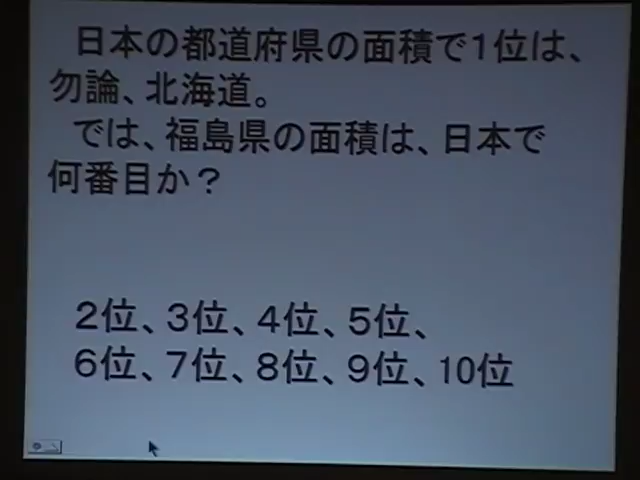 日本の都道府県の面積で1位は、
勿論、北海道。
では、福島県の面積は、日本で
何番目か？
2位、3位、4位、5位、
6位、7位、8位、9位、10位